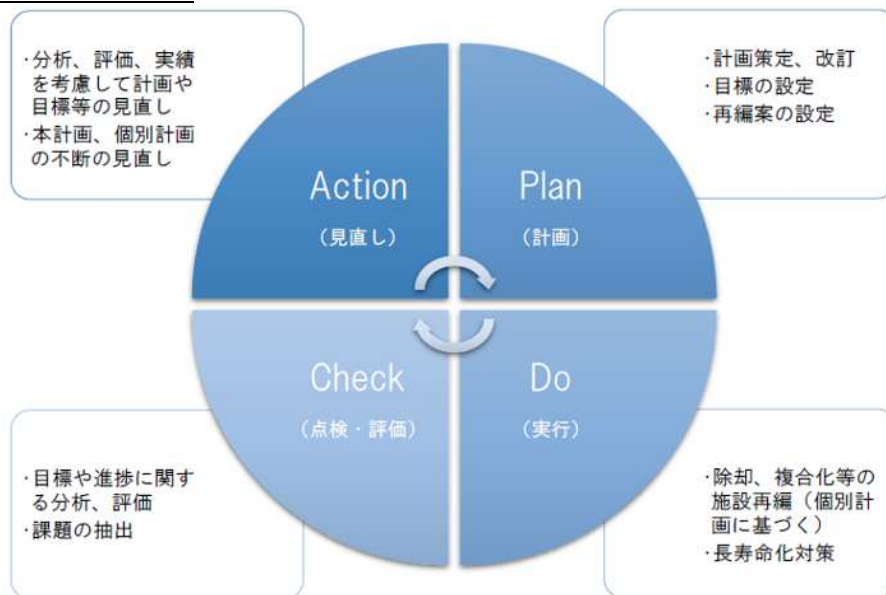 ・分析、評価、実績
を考慮して計画や
目標等の見直し
・本計画、個別計画
の不断の見直し
・計画策定、改訂
・目標の設定
・再編案の設定
Action
（見直し）
Plan
（計画）
Check
（点検・評価）
Do
（実行）
・目標や進捗に関す
る分析、評価
・課題の抽出
・除却、複合化等の
施設再編（個別計
画に基づく）
・長寿命化対策